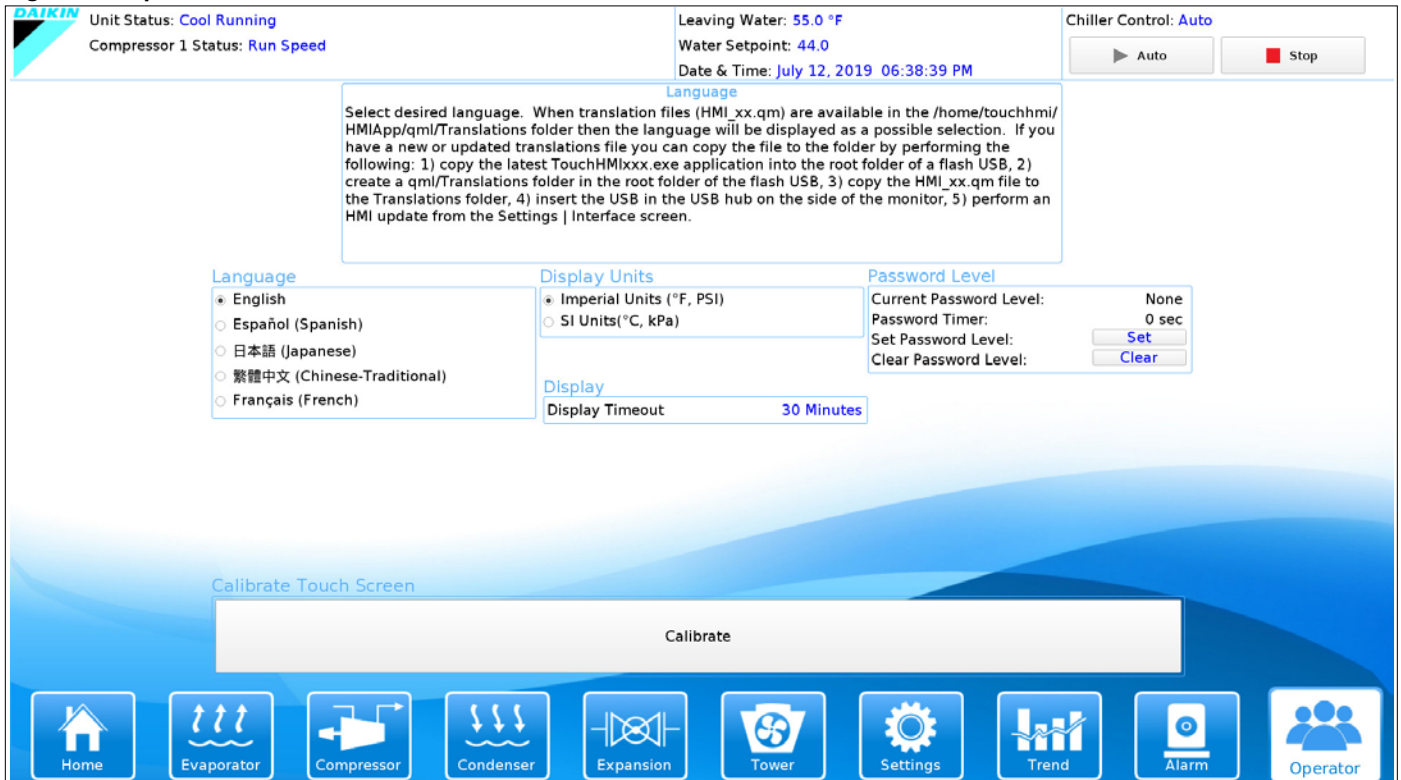 DAIKIN
Unit Status: Cool Running
Compressor 1 Status: Run Speed
Leaving Water: 55.0 °F
Water Setpoint: 44.0
Date & Time: July 12, 2019 06:38:39 PM
Chiller Control: Auto
Auto
Stop
Language
Select desired language. When translation files (HMI_xx.qm) are available in the /home/touchhmi/
HMIApp/qml/Translations folder then the language will be displayed as a possible selection. If you
have a new or updated translations file you can copy the file to the folder by performing the
following: 1) copy the latest TouchHMIxxx.exe application into the root folder of a flash USB, 2)
create a qml/Translations folder in the root folder of the flash USB, 3) copy the HMI_xx.qm file to
the Translations folder, 4) insert the USB in the USB hub on the side of the monitor, 5) perform an
HMI update from the Settings | Interface screen.
Language
English
Español (Spanish)
日本語 (Japanese)
繁體中文 (Chinese-Traditional)
Français (French)
Display Units
Imperial Units (°F, PSI)
SI Units(°C, kPa)
DIsplay
Display Timeout 30 Minutes
Password Level
Current Password Level: None
Password Timer: 0 sec
Set Password Level: Set
Clear Password Level: Clear
Calibrate Touch Screen
Calibrate
Home
Evaporator
Compressor
Condenser
Expansion
Tower
Settings
Trend
Alarm
Operator